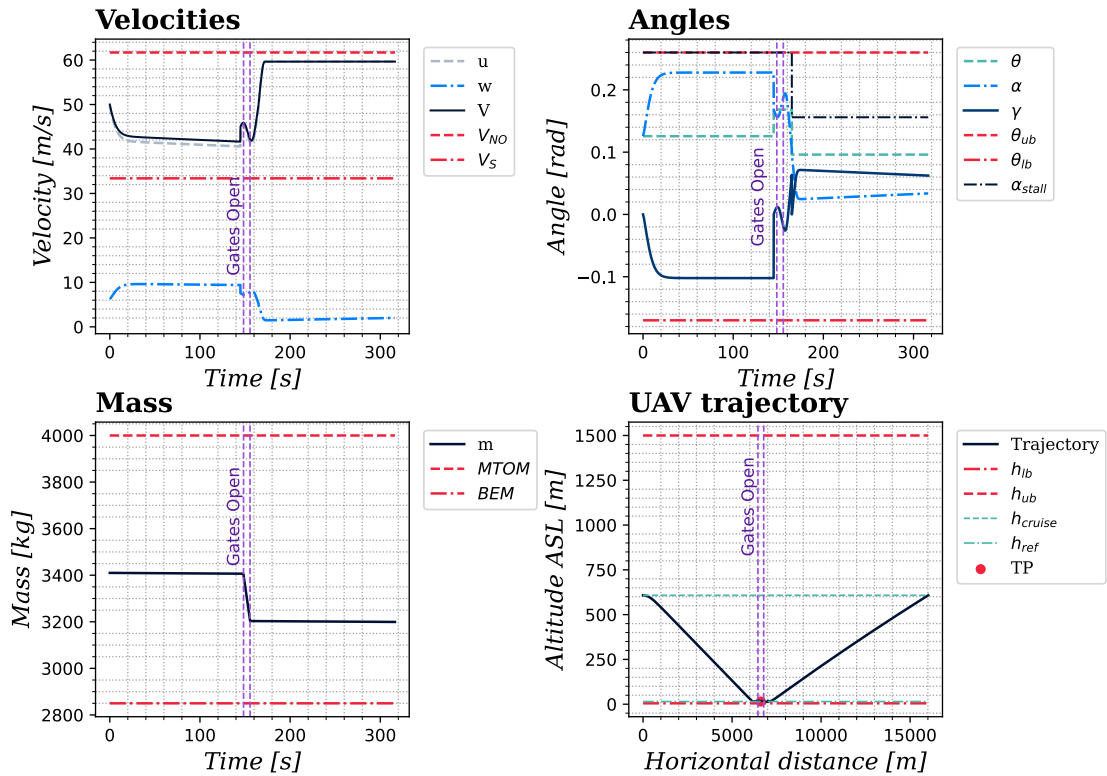 Velocities
Velocity [m/s]
60
50
40
30
20
10
0
Gates Open
0
100
200
300
Time [s]
u
w
V
V_NO
V_S
Angles
Angle [rad]
0.2
0.1
0.0
−0.1
Gates Open
0
100
200
300
Time [s]
θ
α
γ
θ_ub
θ_lb
α_stall
Mass
Mass [kg]
4000
3800
3600
3400
3200
3000
2800
Gates Open
0
100
200
300
Time [s]
m
MTOM
BEM
UAV trajectory
Altitude ASL [m]
1500
1250
1000
750
500
250
0
Gates Open
0
5000
10000
15000
Horizontal distance [m]
Trajectory
h_lb
h_ub
h_cruise
h_ref
TP